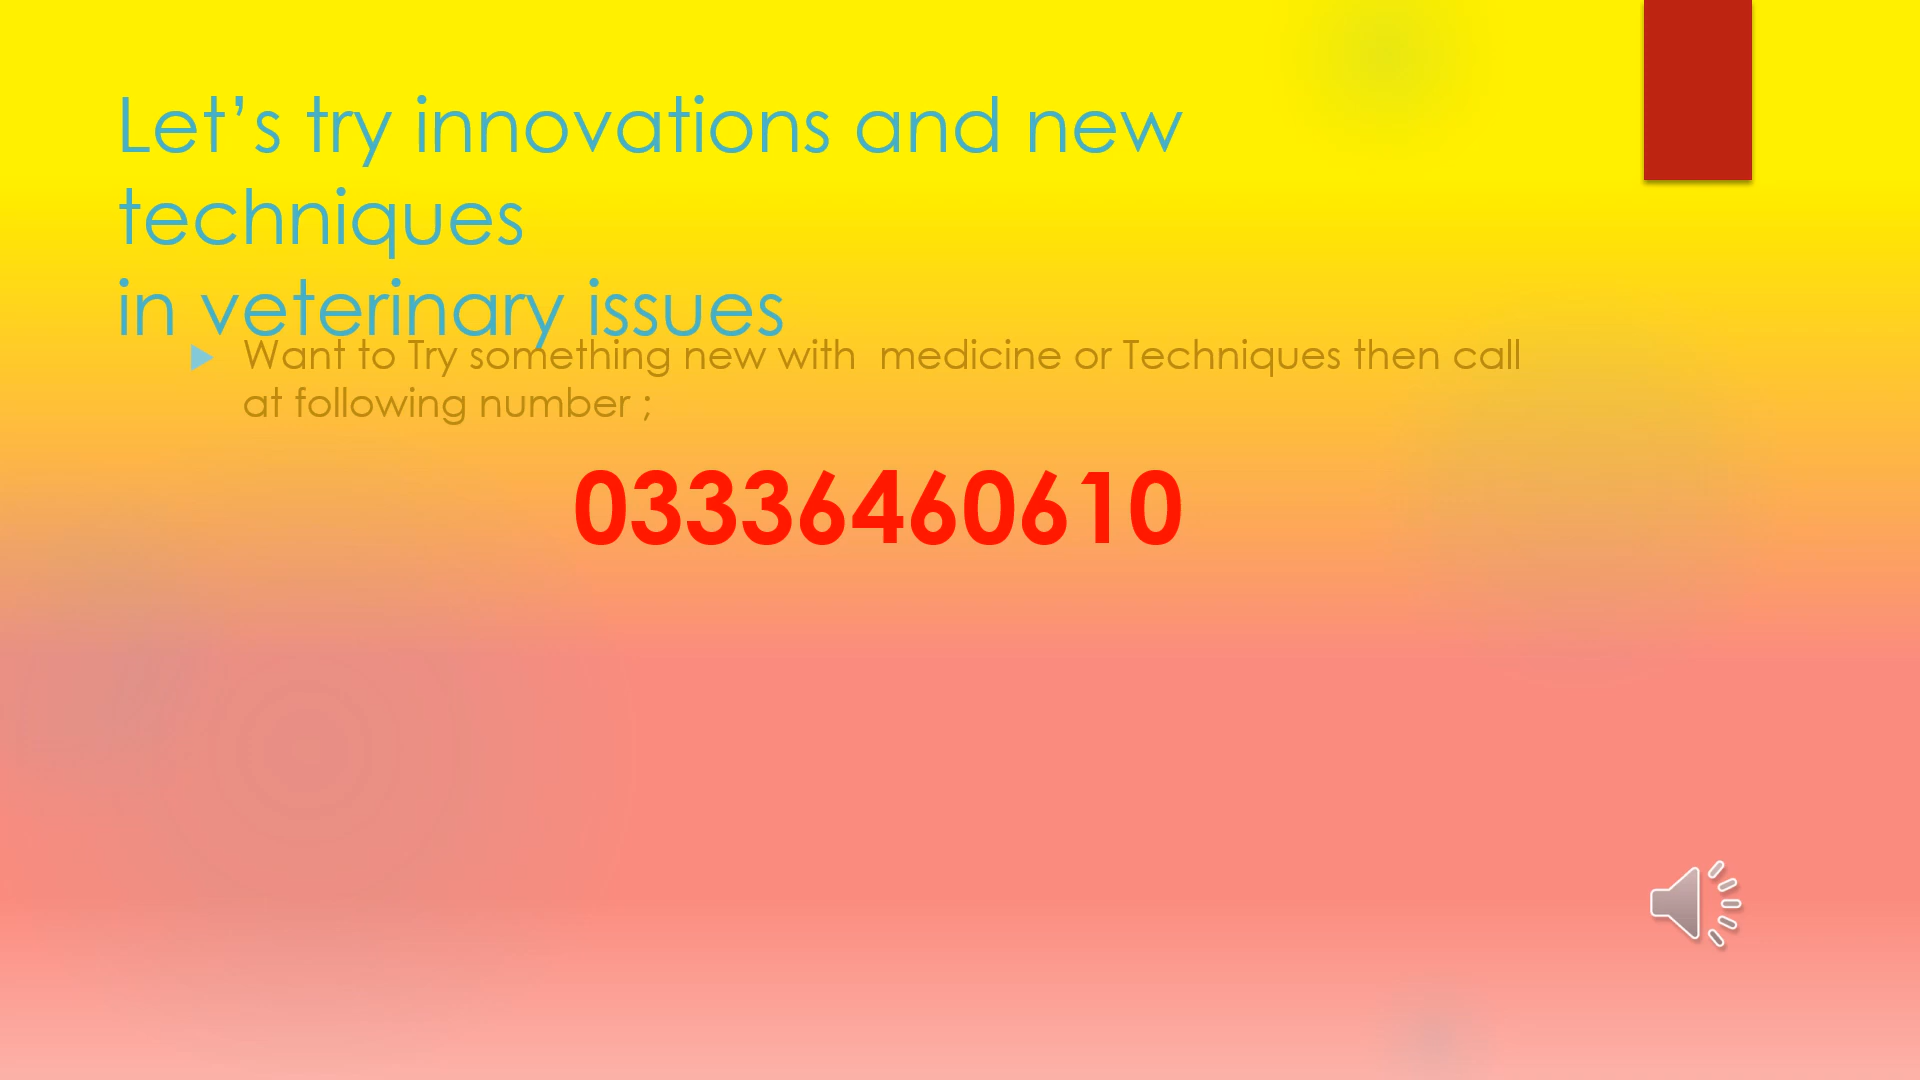 Let’s try innovations and new
techniques
in veterinary issues
Want to Try something new with  medicine or Techniques then call
at following number ;
03336460610